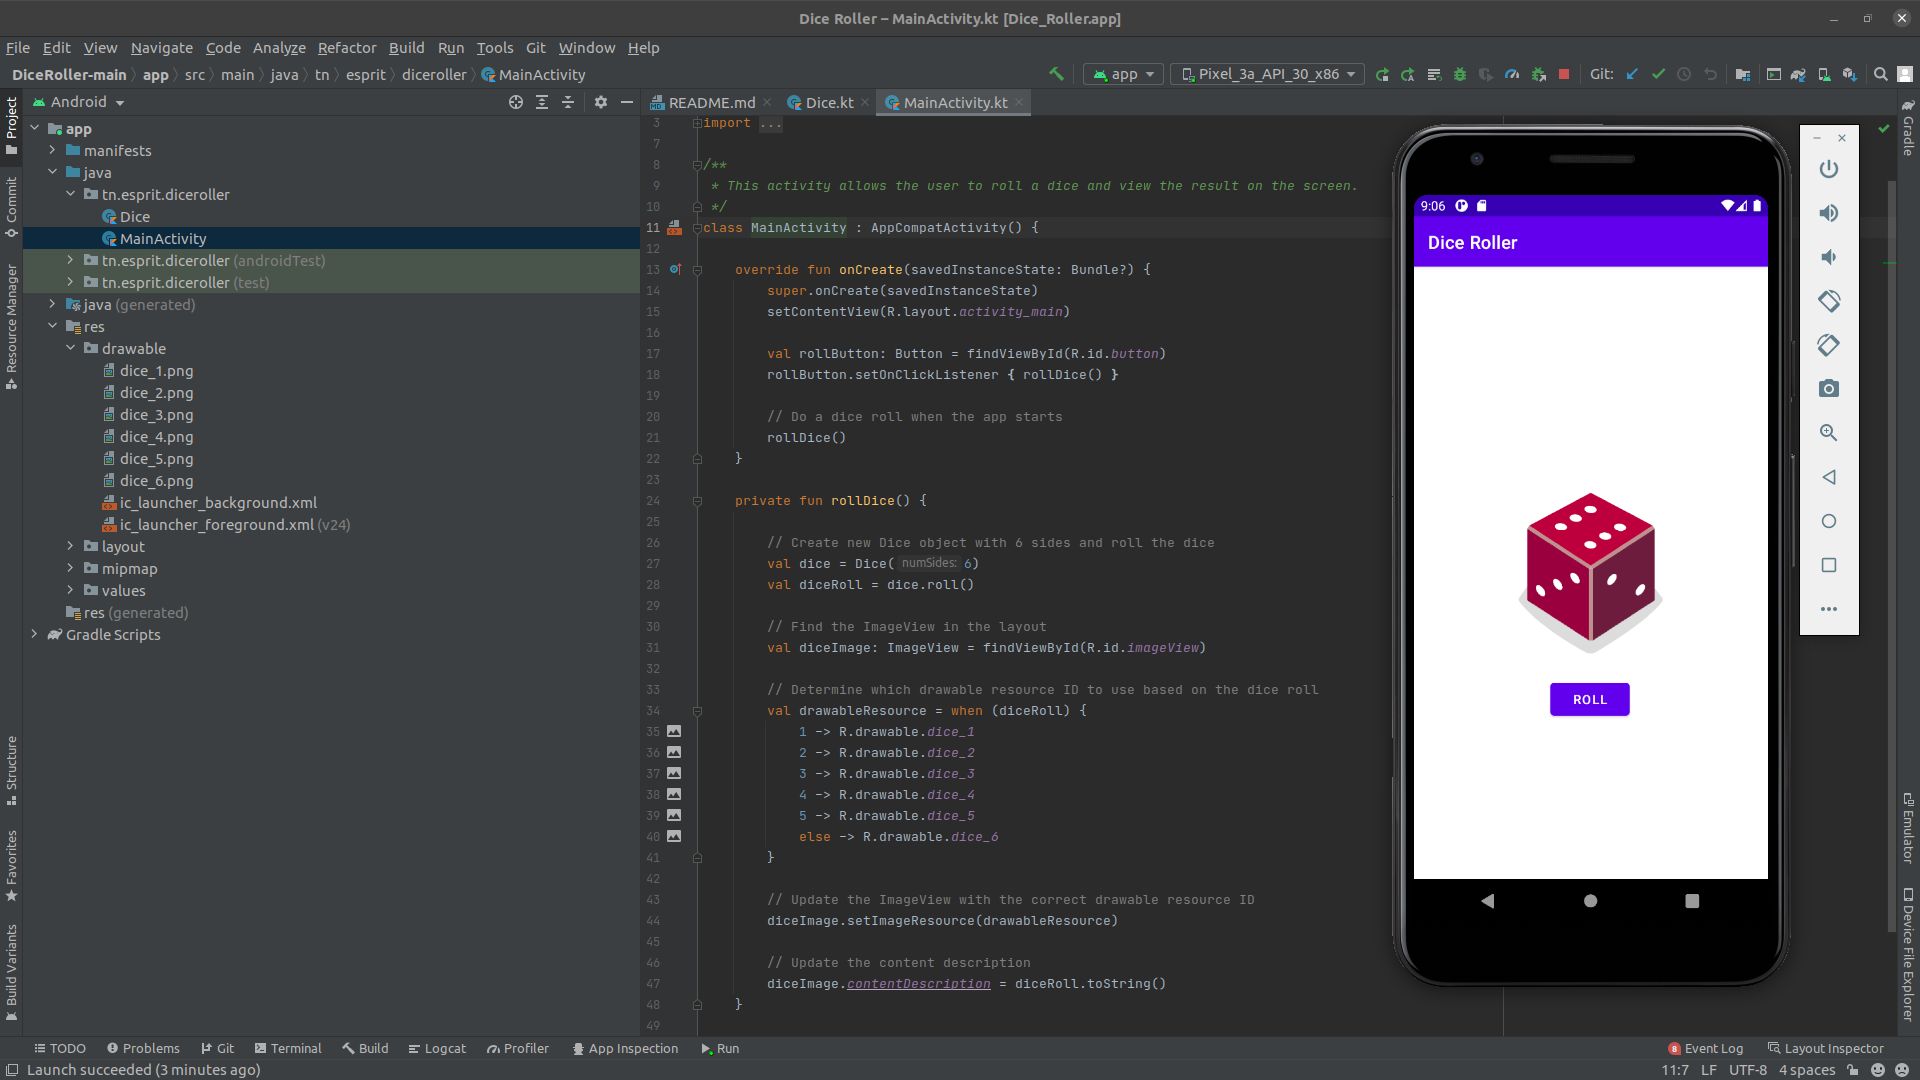 Dice Roller – MainActivity.kt [Dice_Roller.app]
File Edit View Navigate Code Analyze Refactor Build Run Tools Git Window Help
DiceRoller-main app src main java tn esprit diceroller MainActivity app Pixel_3a_API_30_x86 Git:
Project
Commit
Resource Manager
Structure
Favorites
Build Variants
Android
app
manifests
java
tn.esprit.diceroller
Dice
MainActivity
tn.esprit.diceroller (androidTest)
tn.esprit.diceroller (test)
java (generated)
res
drawable
dice_1.png
dice_2.png
dice_3.png
dice_4.png
dice_5.png
dice_6.png
ic_launcher_background.xml
ic_launcher_foreground.xml (v24)
layout
mipmap
values
res (generated)
Gradle Scripts
README.md Dice.kt MainActivity.kt
3 import ...
7
8 /**
9 * This activity allows the user to roll a dice and view the result on the screen.
10 */
11 class MainActivity : AppCompatActivity() {
12
13 override fun onCreate(savedInstanceState: Bundle?) {
14 super.onCreate(savedInstanceState)
15 setContentView(R.layout.activity_main)
16
17 val rollButton: Button = findViewById(R.id.button)
18 rollButton.setOnClickListener { rollDice() }
19
20 // Do a dice roll when the app starts
21 rollDice()
22 }
23
24 private fun rollDice() {
25
26 // Create new Dice object with 6 sides and roll the dice
27 val dice = Dice( numSides: 6)
28 val diceRoll = dice.roll()
29
30 // Find the ImageView in the layout
31 val diceImage: ImageView = findViewById(R.id.imageView)
32
33 // Determine which drawable resource ID to use based on the dice roll
34 val drawableResource = when (diceRoll) {
35 1 -> R.drawable.dice_1
36 2 -> R.drawable.dice_2
37 3 -> R.drawable.dice_3
38 4 -> R.drawable.dice_4
39 5 -> R.drawable.dice_5
40 else -> R.drawable.dice_6
41 }
42
43 // Update the ImageView with the correct drawable resource ID
44 diceImage.setImageResource(drawableResource)
45
46 // Update the content description
47 diceImage.contentDescription = diceRoll.toString()
48 }
49
9:06
Dice Roller
ROLL
Gradle
Emulator
Device File Explorer
TODO Problems Git Terminal Build Logcat Profiler App Inspection Run 8 Event Log Layout Inspector
Launch succeeded (3 minutes ago) 11:7 LF UTF-8 4 spaces